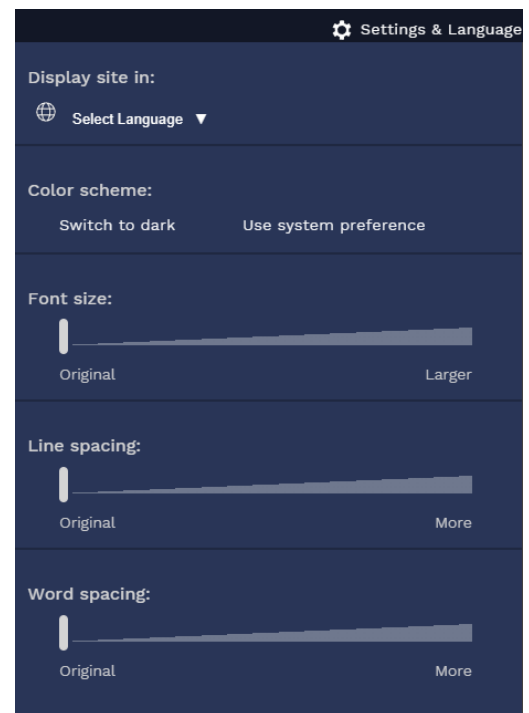 Settings & Language
Display site in:
Select Language ▼
Color scheme:
Switch to dark Use system preference
Font size:
Original Larger
Line spacing:
Original More
Word spacing:
Original More